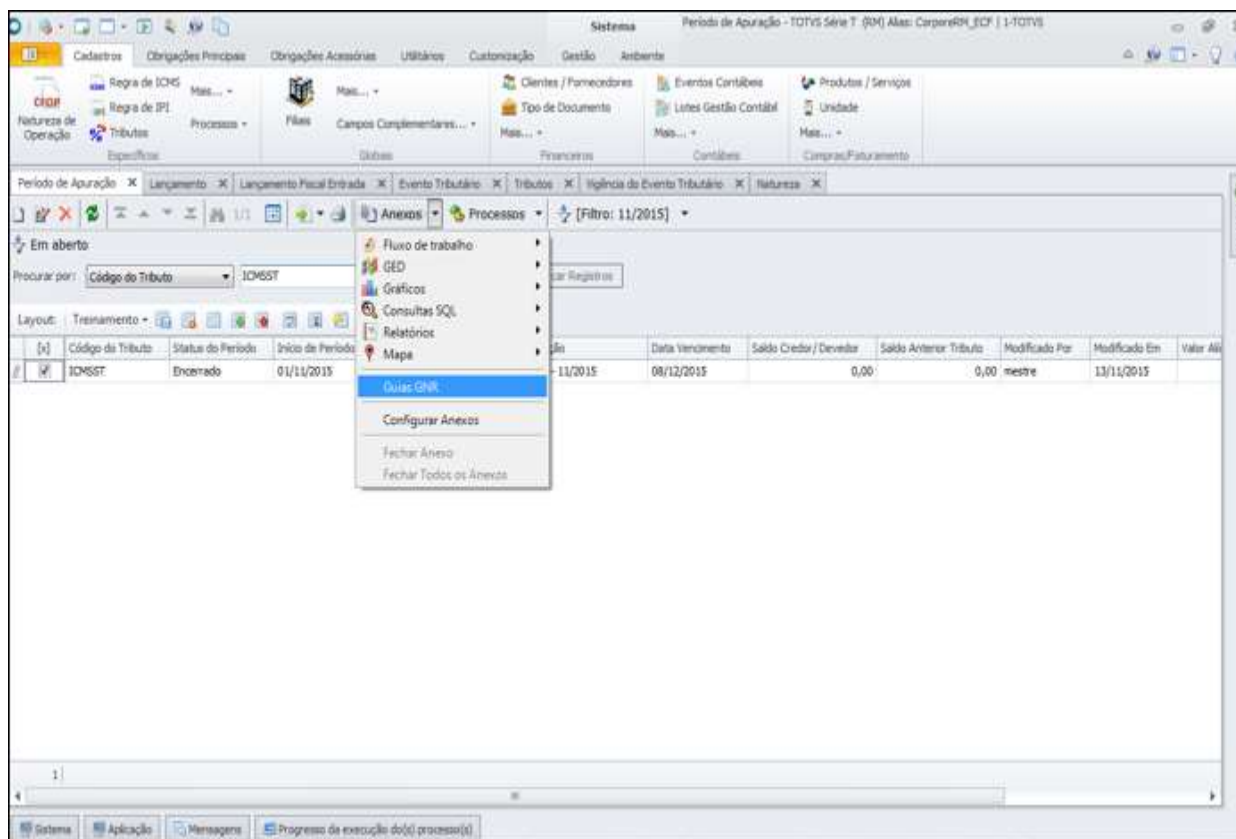 Sistema Período de Apuração - TOTVS Série T (RM) Alias: CorporeRM_ECF | 1-TOTVS
Cadastros Obrigações Principais Obrigações Acessórias Utilitários Customização Gestão Ambiente
CFOP
Natureza de Operação
Regra de ICMS
Regra de IPI
Tributos
Mais...
Processos
Específicos
Filiais
Mais...
Campos Complementares...
Globais
Clientes / Fornecedores
Tipo de Documento
Mais...
Financeiros
Eventos Contábeis
Lotes Gestão Contábil
Mais...
Contábeis
Produtos / Serviços
Unidade
Mais...
Compras/Faturamento
Período de Apuração Lançamento Lançamento Fiscal Entrada Evento Tributário Tributos Vigência do Evento Tributário Natureza
1/1 Anexos Processos [Filtro: 11/2015]
Em aberto
Procurar por: Código do Tributo ICMSST car Registros
Layout: Treinamento
Fluxo de trabalho
GED
Gráficos
Consultas SQL
Relatórios
Mapa
Guias GNR
Configurar Anexos
Fechar Anexo
Fechar Todos os Anexos
[x] Código do Tributo Status do Período Início de Período Data Vencimento Saldo Credor/Devedor Saldo Anterior Tributo Modificado Por Modificado Em
ICMSST Encerrado 01/11/2015 - 11/2015 08/12/2015 0,00 0,00 mestre 13/11/2015
1
Sistema Aplicação Mensagens Progresso da execução do(s) processo(s)